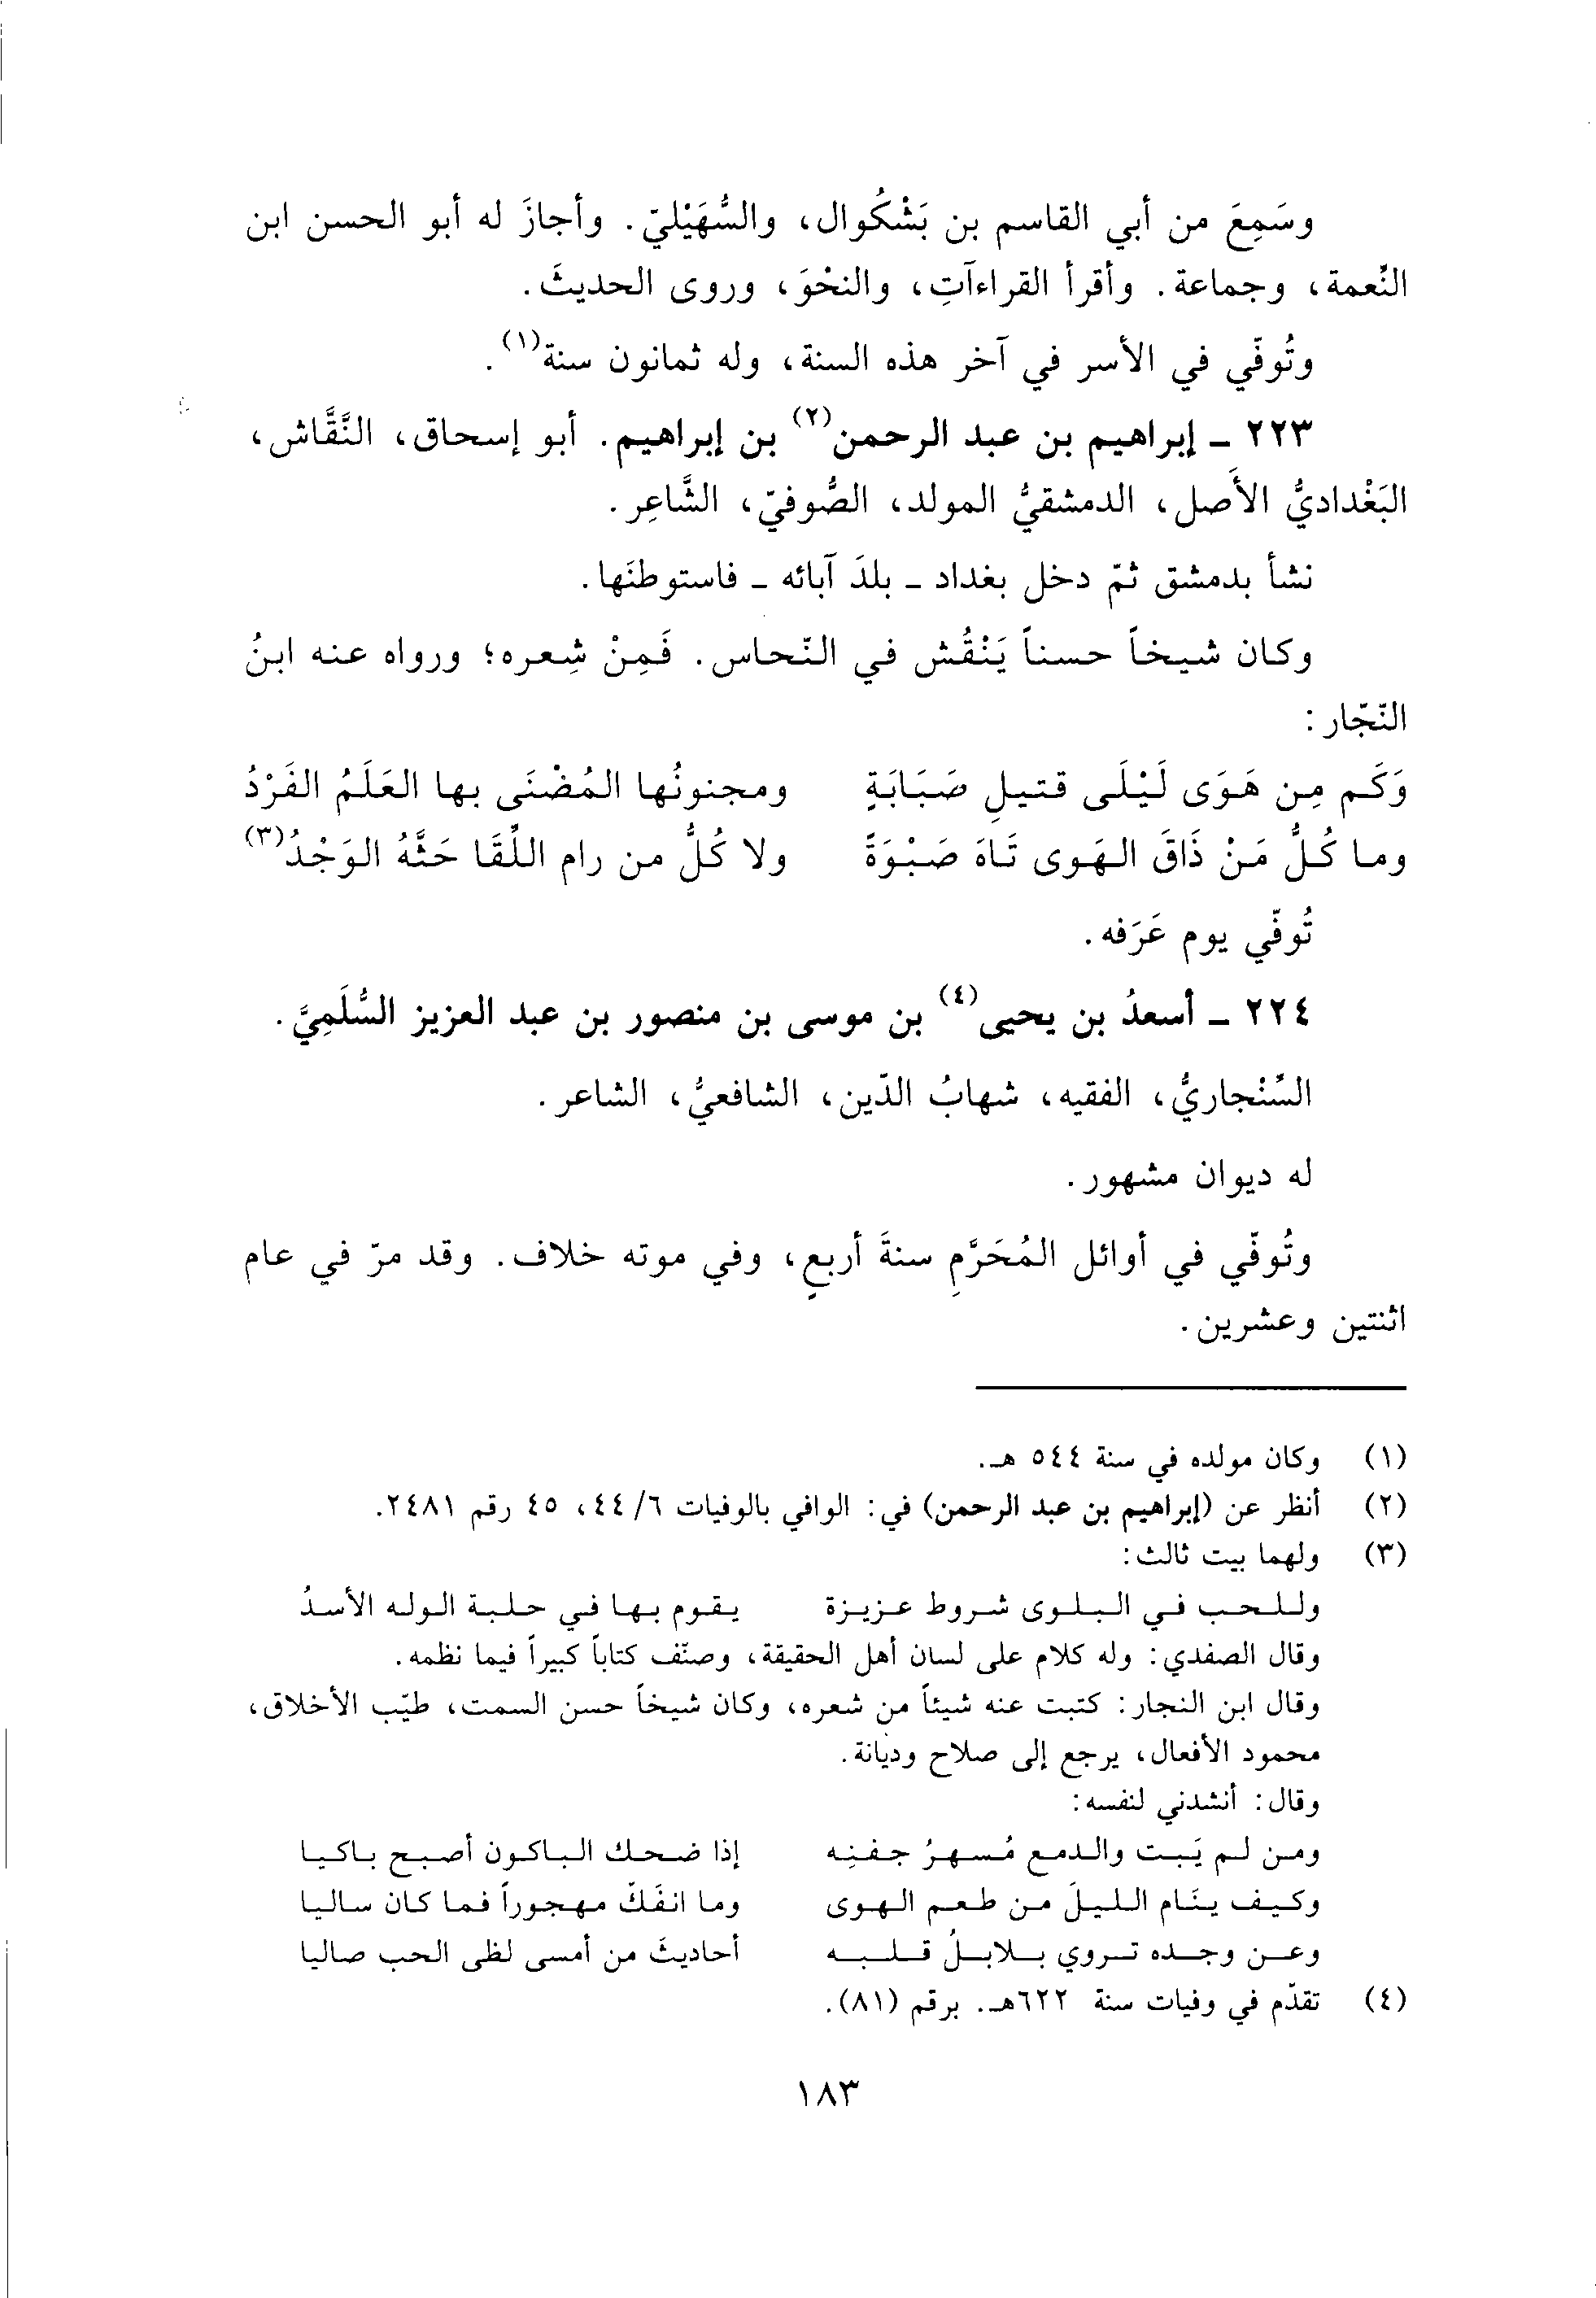 وسَمِعَ من أبي القاسم بن بَشْكُوال، والسُّهَيْليّ. وأجازَ له أبو الحسن ابن
النِّعمة، وجماعة. وأقرأ القراءآتِ، والنحْوَ، وروى الحديثَ.
وتُوفّي في الأسر في آخر هذه السنة، وله ثمانون سنة(١).
٢٢٣ ـ إبراهيم بن عبد الرحمن(٢) بن إبراهيم. أبو إسحاق، النَّقَّاش،
البَغْداديُّ الأَصل، الدمشقيُّ المولد، الصُّوفيّ، الشَّاعِر.
نشأ بدمشق ثمّ دخل بغداد ـ بلدَ آبائه ـ فاستوطنَها.
وكان شيخاً حسناً يَنْقُش في النّحاس. فَمِنْ شِعره؛ ورواه عنه ابنُ
النّجّار:
وَكَم مِن هَوَى لَيْلَى قتيلِ صَبَابَةٍ ومجنونُها المُضْنَى بها العَلَمُ الفَرْدُ
وما كُلُّ مَنْ ذَاقَ الهَوى تَاهَ صَبْوَةً ولا كُلُّ من رام اللِّقَا حَثَّهُ الوَجْدُ(٣)
تُوفّي يوم عَرَفه.
٢٢٤ ـ أسعدُ بن يحيى(٤) بن موسى بن منصور بن عبد العزيز السُّلَمِيَّ.
السِّنْجاريُّ، الفقيه، شهابُ الدّين، الشافعيُّ، الشاعر.
له ديوان مشهور.
وتُوفّي في أوائل المُحَرَّمِ سنةَ أربعٍ، وفي موته خلاف. وقد مرّ في عام
اثنتين وعشرين.
(١) وكان مولده في سنة ٥٤٤ هـ.
(٢) أنظر عن (إبراهيم بن عبد الرحمن) في: الوافي بالوفيات ٦/ ٤٤، ٤٥ رقم ٢٤٨١.
(٣) ولهما بيت ثالث:
وللحب في البلوى شروط عزيزة يقوم بها في حلبة الوله الأسدُ
وقال الصفدي: وله كلام على لسان أهل الحقيقة، وصنّف كتاباً كبيراً فيما نظمه.
وقال ابن النجار: كتبت عنه شيئاً من شعره، وكان شيخاً حسن السمت، طيّب الأخلاق،
محمود الأفعال، يرجع إلى صلاح وديانة.
وقال: أنشدني لنفسه:
ومن لم يَبت والدمع مُسهرُ جفنِه إذا ضحك الباكون أصبح باكيا
وكيف ينَام الليلَ من طعم الهوى وما انفَكّ مهجوراً فما كان ساليا
وعن وجده تروي بلابلُ قلبه أحاديثَ من أمسى لظى الحب صاليا
(٤) تقدّم في وفيات سنة ٦٢٢هـ. برقم (٨١).
١٨٣